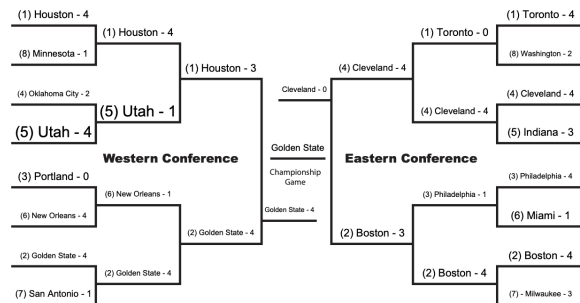 (1) Houston - 4
(1) Houston - 4
(8) Minnesota - 1
(1) Houston - 3
(4) Oklahoma City - 2
(5) Utah - 1
(5) Utah - 4
Western Conference
(3) Portland - 0
(6) New Orleans - 1
(6) New Orleans - 4
(2) Golden State - 4
(2) Golden State - 4
(2) Golden State - 4
(7) San Antonio - 1
Cleveland - 0
Golden State
Championship
Game
Golden State - 4
(1) Toronto - 4
(1) Toronto - 0
(8) Washington - 2
(4) Cleveland - 4
(4) Cleveland - 4
(4) Cleveland - 4
(5) Indiana - 3
Eastern Conference
(3) Philadelphia - 4
(3) Philadelphia - 1
(6) Miami - 1
(2) Boston - 3
(2) Boston - 4
(2) Boston - 4
(7) - Milwaukee - 3